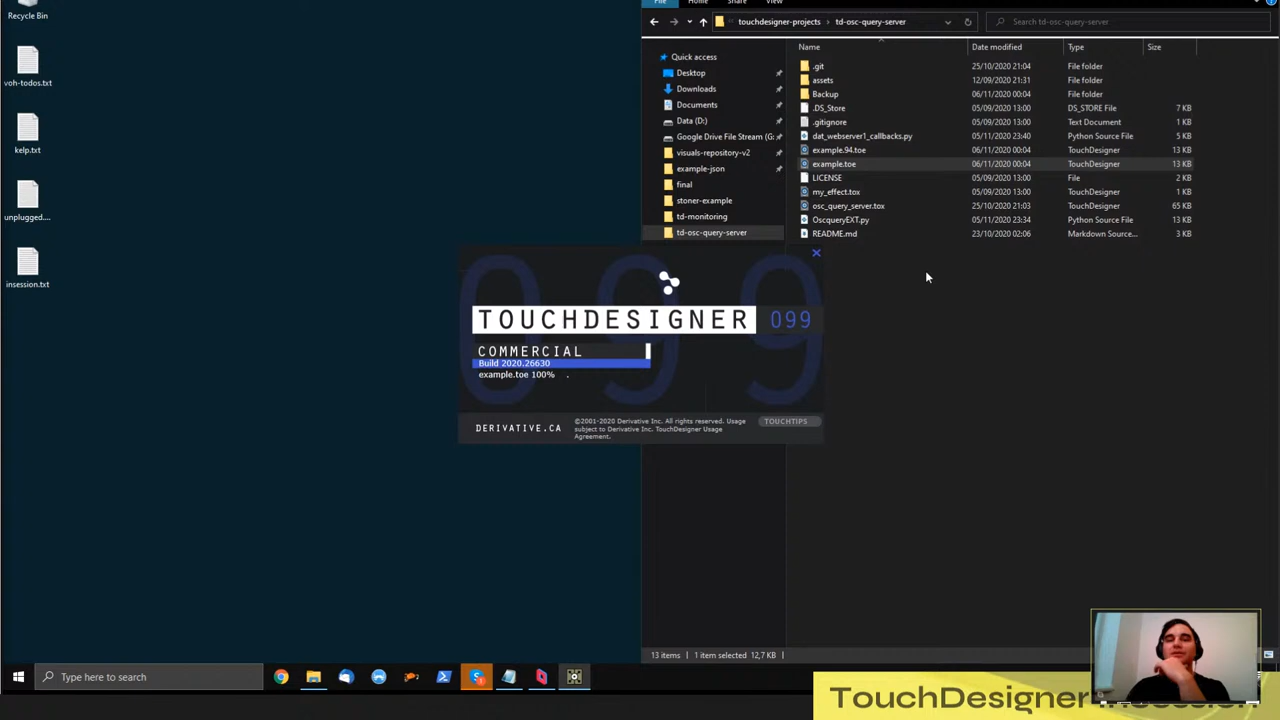 Recycle Bin
voh-todos.txt
kelp.txt
unplugged....
insession.txt
File
Home
Share
View
touchdesigner-projects > td-osc-query-server
Search td-osc-query-server
Name Date modified Type Size
Quick access
Desktop
Downloads
Documents
Data (D:)
Google Drive File Stream (G:
visuals-repository-v2
example-json
final
stoner-example
td-monitoring
td-osc-query-server
.git 25/10/2020 21:04 File folder
assets 12/09/2020 21:31 File folder
Backup 06/11/2020 00:04 File folder
.DS_Store 05/09/2020 13:00 DS_STORE File 7 KB
.gitignore 05/09/2020 13:00 Text Document 1 KB
dat_webserver1_callbacks.py 05/11/2020 23:40 Python Source File 5 KB
example.94.toe 06/11/2020 00:04 TouchDesigner 13 KB
example.toe 06/11/2020 00:04 TouchDesigner 13 KB
LICENSE 05/09/2020 13:00 File 2 KB
my_effect.tox 05/09/2020 13:00 TouchDesigner 1 KB
osc_query_server.tox 25/10/2020 21:03 TouchDesigner 65 KB
OscqueryEXT.py 05/11/2020 23:34 Python Source File 13 KB
README.md 23/10/2020 02:06 Markdown Source... 3 KB
099
TOUCHDESIGNER 099
COMMERCIAL
Build 2020.26630
example.toe 100% .
DERIVATIVE.CA
©2001-2020 Derivative Inc. All rights reserved. Usage
subject to Derivative Inc. TouchDesigner Usage
Agreement.
TOUCHTIPS
13 items 1 item selected 12,7 KB
Type here to search
TouchDesigner